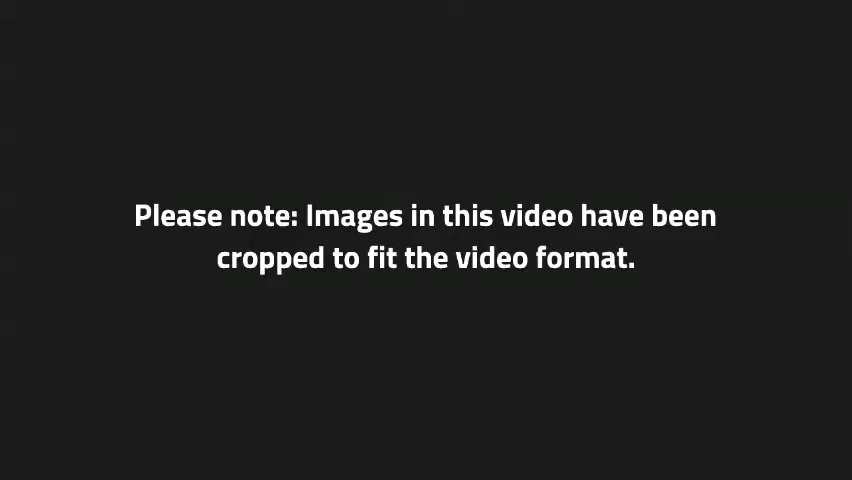 Please note: Images in this video have been
cropped to fit the video format.